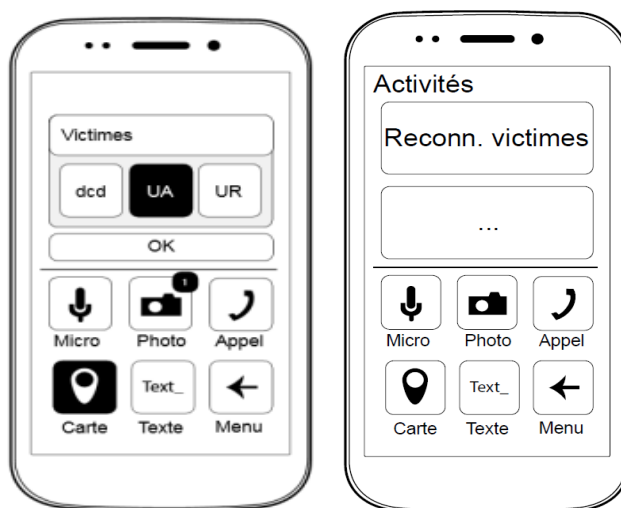 Victimes
dcd UA UR
OK
1
Micro Photo Appel
Text_
Carte Texte Menu
Activités
Reconn. victimes
...
Micro Photo Appel
Text_
Carte Texte Menu